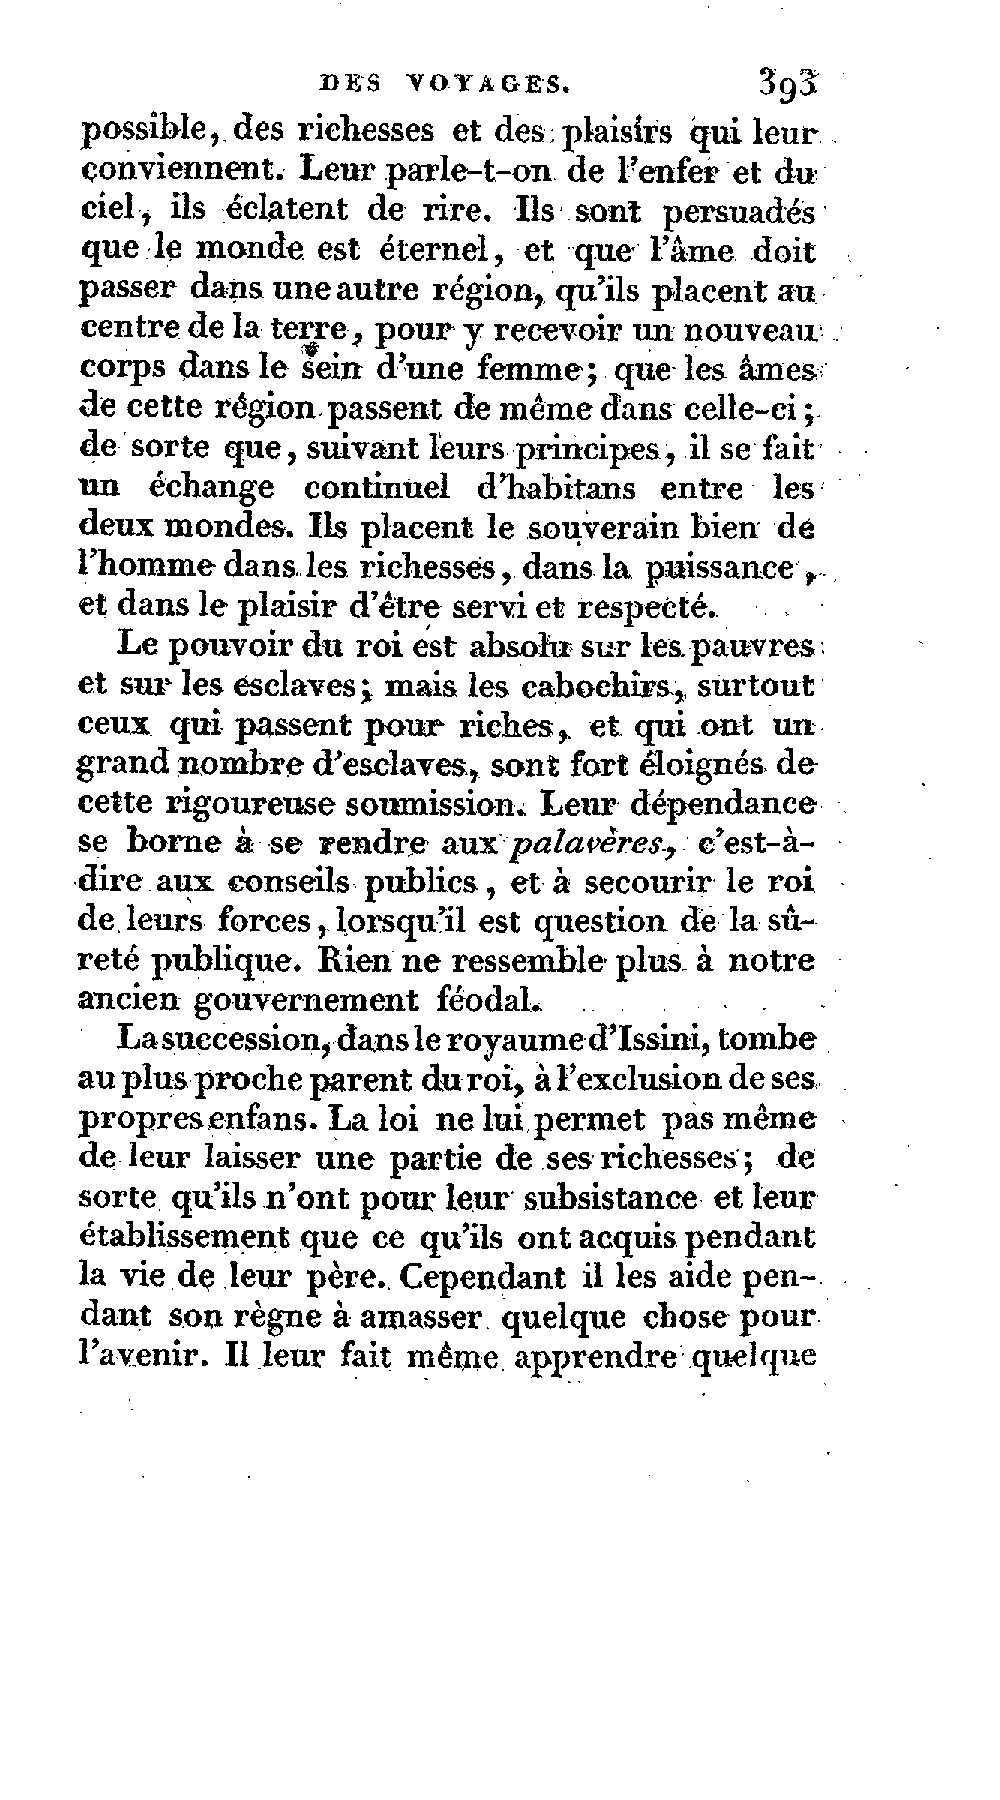 DES VOYAGES. 393
possible, des richesses et des plaisirs qui leur
conviennent. Leur parle-t-on de l'enfer et du
ciel, ils éclatent de rire. Ils sont persuadés
que le monde est éternel, et que l'âme doit
passer dans une autre région, qu'ils placent au
centre de la terre, pour y recevoir un nouveau
corps dans le sein d'une femme; que les âmes
de cette région passent de même dans celle-ci;
de sorte que, suivant leurs principes, il se fait
un échange continuel d'habitans entre les
deux mondes. Ils placent le souverain bien de
l'homme dans les richesses, dans la puissance,
et dans le plaisir d'être servi et respecté.
Le pouvoir du roi est absolu sur les pauvres
et sur les esclaves; mais les cabochirs, surtout
ceux qui passent pour riches, et qui ont un
grand nombre d'esclaves, sont fort éloignés de
cette rigoureuse soumission. Leur dépendance
se borne à se rendre aux palavères, c'est-à-
dire aux conseils publics, et à secourir le roi
de leurs forces, lorsqu'il est question de la sû-
reté publique. Rien ne ressemble plus à notre
ancien gouvernement féodal.
La succession, dans le royaume d'Issini, tombe
au plus proche parent du roi, à l'exclusion de ses
propres enfans. La loi ne lui permet pas même
de leur laisser une partie de ses richesses; de
sorte qu'ils n'ont pour leur subsistance et leur
établissement que ce qu'ils ont acquis pendant
la vie de leur père. Cependant il les aide pen-
dant son règne à amasser quelque chose pour
l'avenir. Il leur fait même apprendre quelque